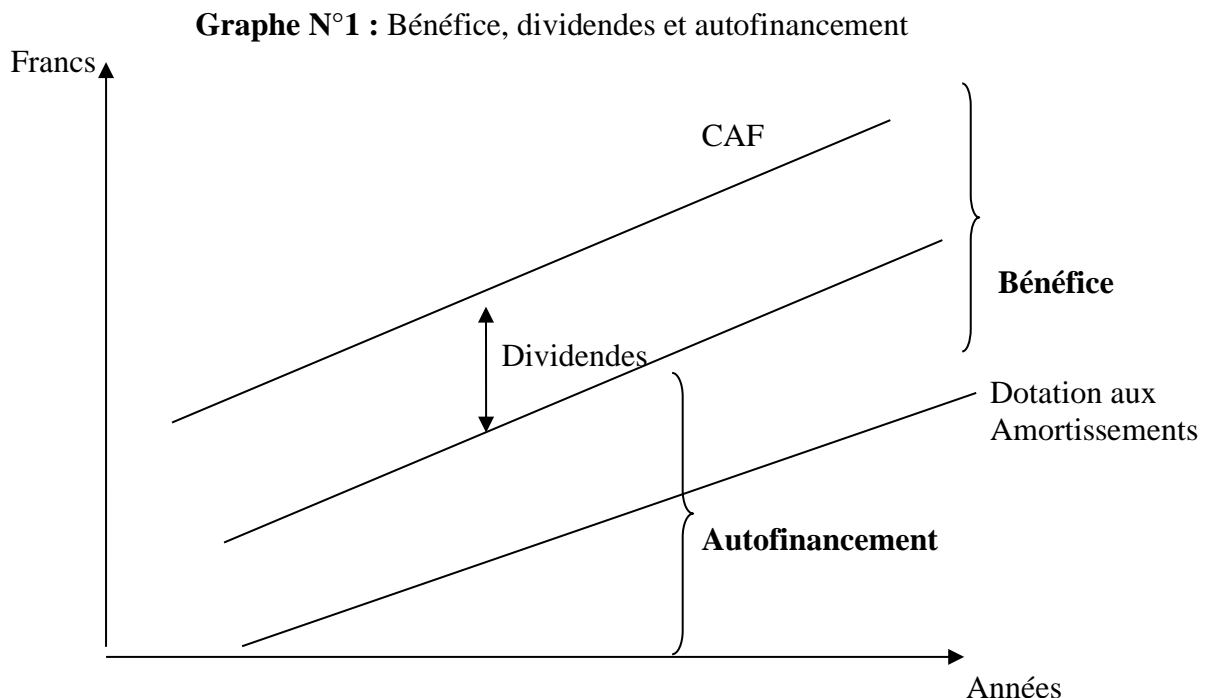 Graphe N°1 : Bénéfice, dividendes et autofinancement
Francs
CAF
Bénéfice
Dividendes
Dotation aux
Amortissements
Autofinancement
Années